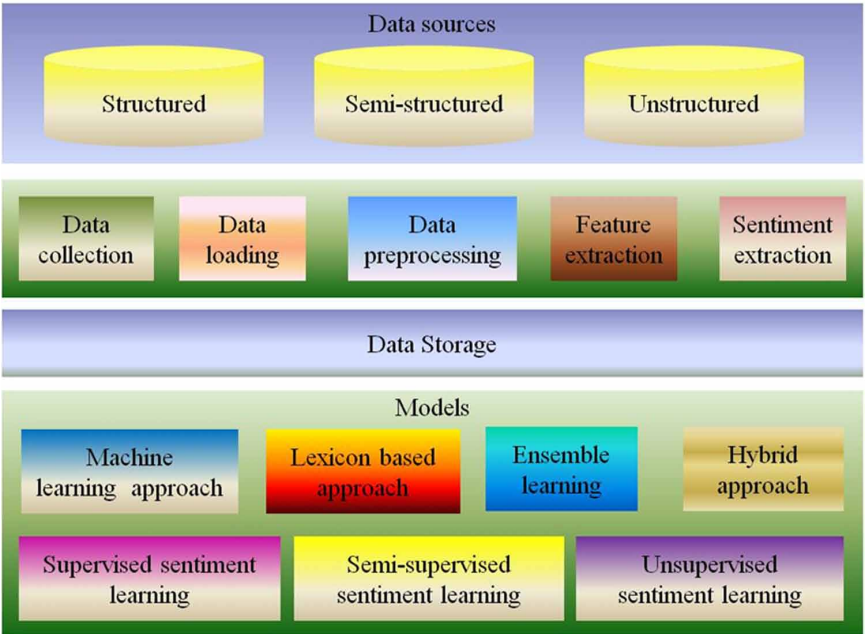 Data sources
Structured
Semi-structured
Unstructured
Data
collection
Data
loading
Data
preprocessing
Feature
extraction
Sentiment
extraction
Data Storage
Models
Machine
learning approach
Lexicon based
approach
Ensemble
learning
Hybrid
approach
Supervised sentiment
learning
Semi-supervised
sentiment learning
Unsupervised
sentiment learning